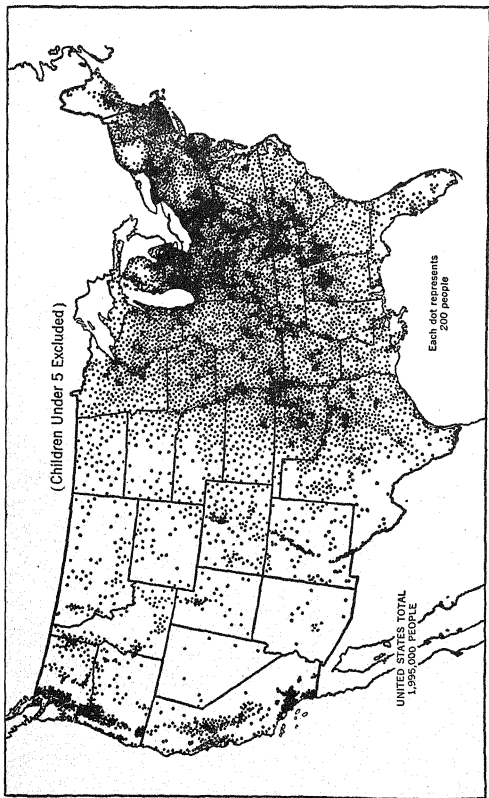 (Children Under 5 Excluded)
Each dot represents
200 people
UNITED STATES TOTAL
1,995,000 PEOPLE